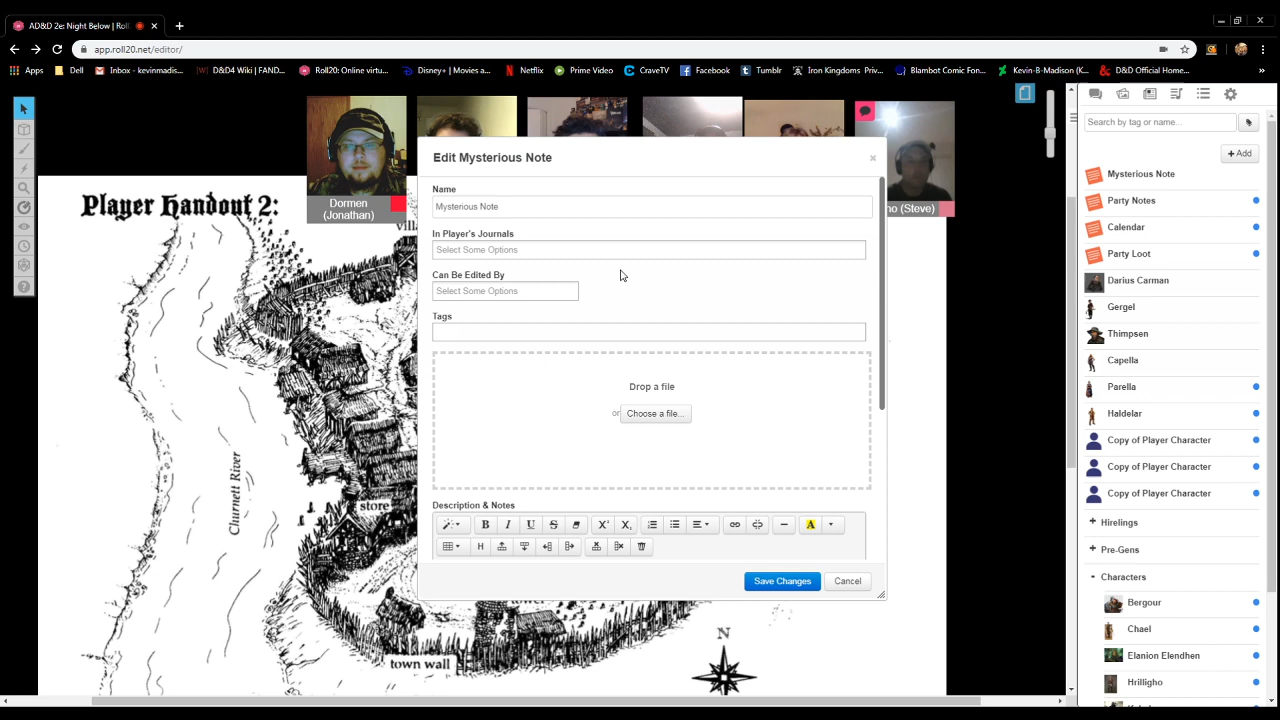 AD&D 2e: Night Below | Roll
app.roll20.net/editor/
Apps
Dell
Inbox - kevinmadis...
D&D4 Wiki | FAND...
Roll20: Online virtu...
Disney+ | Movies a...
Netflix
Prime Video
CraveTV
Facebook
Tumblr
Iron Kingdoms Priv...
Blambot Comic Fon...
Kevin-B-Madison (K...
D&D Official Home...
»
Search by tag or name...
+ Add
Edit Mysterious Note
×
Name
Mysterious Note
In Player's Journals
Select Some Options
Can Be Edited By
Select Some Options
Tags
Drop a file
or Choose a file...
Description & Notes
B I U S
H
A
Save Changes
Cancel
Dormen
(Jonathan)
no (Steve)
Player Handout 2:
villa
Churnett River
store
tower
town wall
N
Mysterious Note
Party Notes
Calendar
Party Loot
Darius Carman
Gergel
Thimpsen
Capella
Parella
Haldelar
Copy of Player Character
Copy of Player Character
Copy of Player Character
+ Hirelings
+ Pre-Gens
- Characters
Bergour
Chael
Elanion Elendhen
Hrilligho